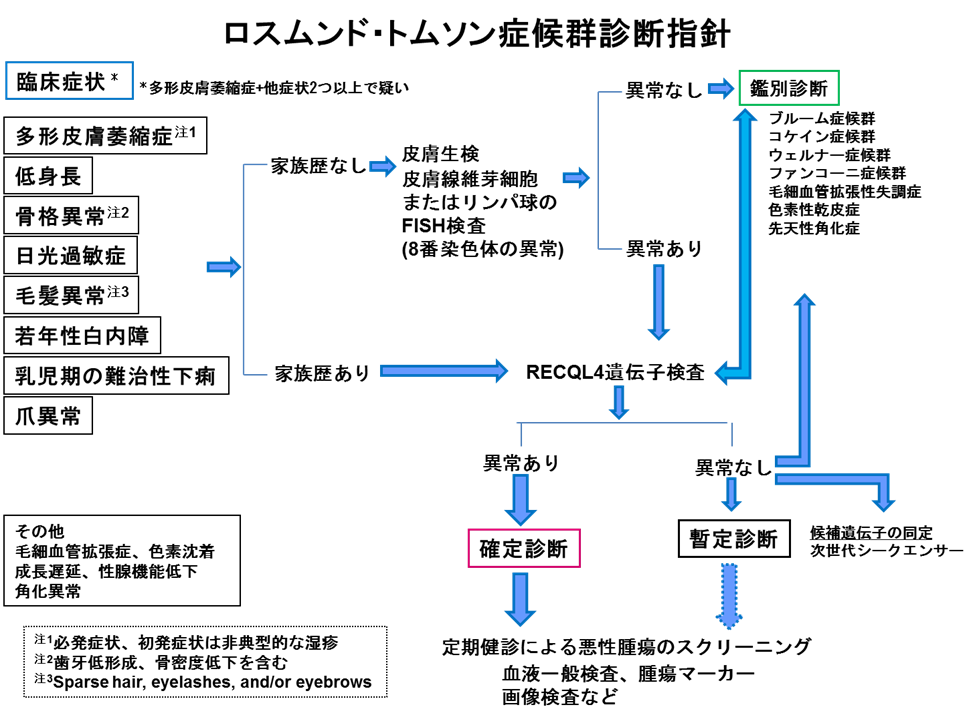 ロスムンド・トムソン症候群診断指針
臨床症状*
*多形皮膚萎縮症+他症状2つ以上で疑い
多形皮膚萎縮症注1
低身長
骨格異常注2
日光過敏症
毛髪異常注3
若年性白内障
乳児期の難治性下痢
爪異常
家族歴なし
家族歴あり
皮膚生検
皮膚線維芽細胞
またはリンパ球の
FISH検査
(8番染色体の異常)
異常なし
異常あり
鑑別診断
ブルーム症候群
コケイン症候群
ウェルナー症候群
ファンコーニ症候群
毛細血管拡張性失調症
色素性乾皮症
先天性角化症
RECQL4遺伝子検査
異常あり
異常なし
確定診断
暫定診断
候補遺伝子の同定
次世代シークエンサー
定期健診による悪性腫瘍のスクリーニング
血液一般検査、腫瘍マーカー
画像検査など
その他
毛細血管拡張症、色素沈着
成長遅延、性腺機能低下
角化異常
注1必発症状、初発症状は非典型的な湿疹
注2歯牙低形成、骨密度低下を含む
注3Sparse hair, eyelashes, and/or eyebrows